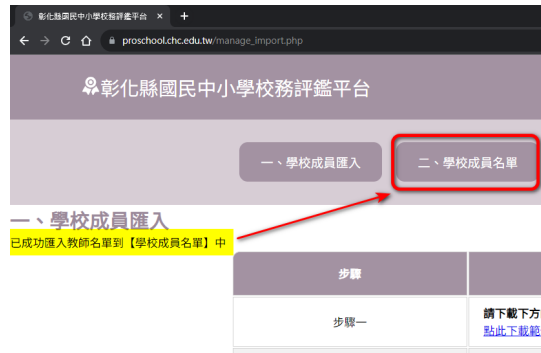 彰化縣國民中小學校務評鑑平台
proschool.chc.edu.tw/manage_import.php
彰化縣國民中小學校務評鑑平台
一、學校成員匯入
二、學校成員名單
一、學校成員匯入
已成功匯入教師名單到【學校成員名單】中
步驟
步驟一
請下載下方
點此下載範